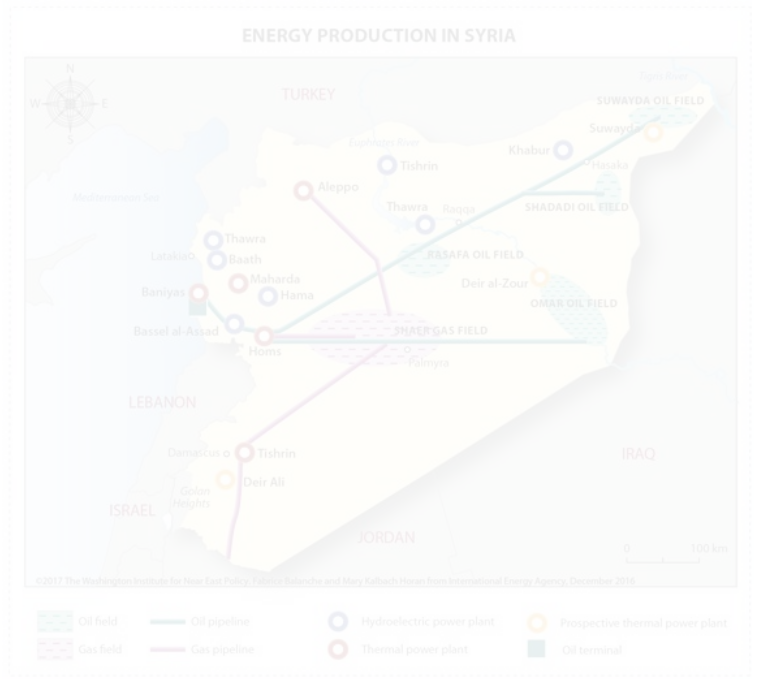 ENERGY PRODUCTION IN SYRIA
N
W
E
S
TURKEY
Tigris River
SUWAYDA OIL FIELD
Suwayda
Euphrates River
Tishrin
Khabur
Hasaka
Aleppo
Mediterranean Sea
Thawra
Raqqa
SHADADI OIL FIELD
Thawra
Latakia
Baath
RASAFA OIL FIELD
Maharda
Deir al-Zour
Baniyas
Hama
OMAR OIL FIELD
Bassel al-Assad
SHAER GAS FIELD
Homs
Palmyra
LEBANON
Damascus
Tishrin
IRAQ
Deir Ali
Golan
Heights
ISRAEL
JORDAN
0
100 km
©2017 The Washington Institute for Near East Policy. Fabrice Balanche and Mary Kalbach Horan from International Energy Agency, December 2016
Oil field
Oil pipeline
Hydroelectric power plant
Prospective thermal power plant
Gas field
Gas pipeline
Thermal power plant
Oil terminal